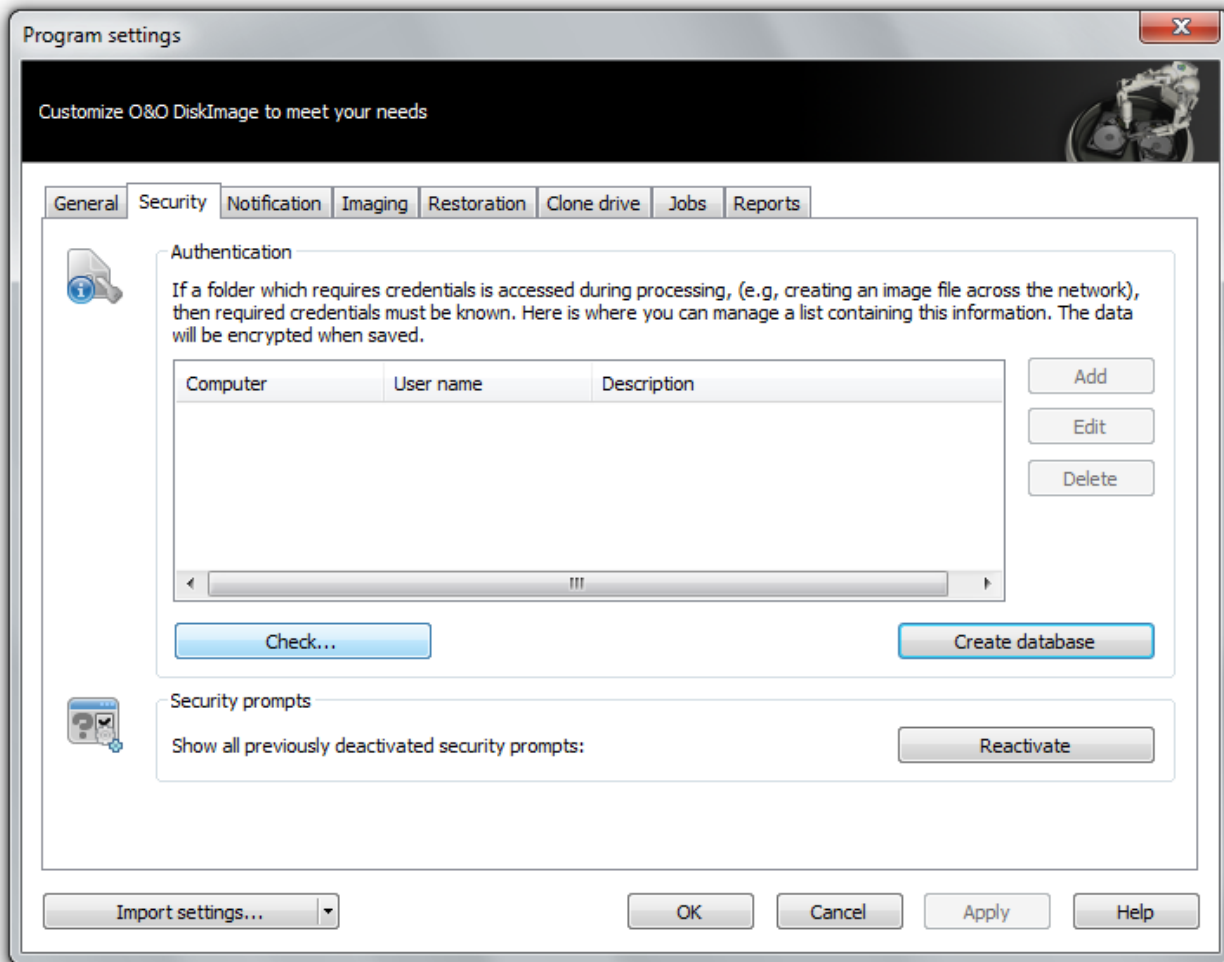 Program settings
Customize O&O DiskImage to meet your needs
General Security Notification Imaging Restoration Clone drive Jobs Reports
Authentication
If a folder which requires credentials is accessed during processing, (e.g, creating an image file across the network),
then required credentials must be known. Here is where you can manage a list containing this information. The data
will be encrypted when saved.
Computer User name Description
Add
Edit
Delete
Check... Create database
Security prompts
Show all previously deactivated security prompts: Reactivate
Import settings... OK Cancel Apply Help